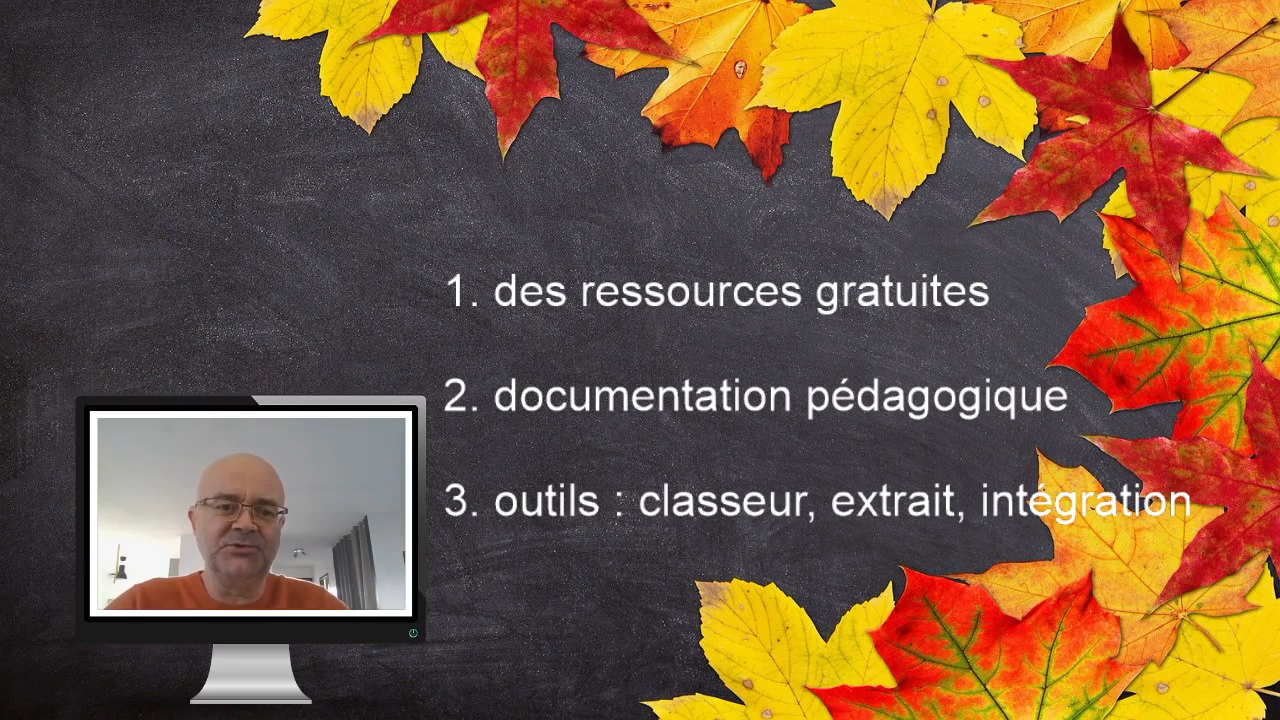 1. des ressources gratuites
2. documentation pédagogique
3. outils : classeur, extrait, intégration